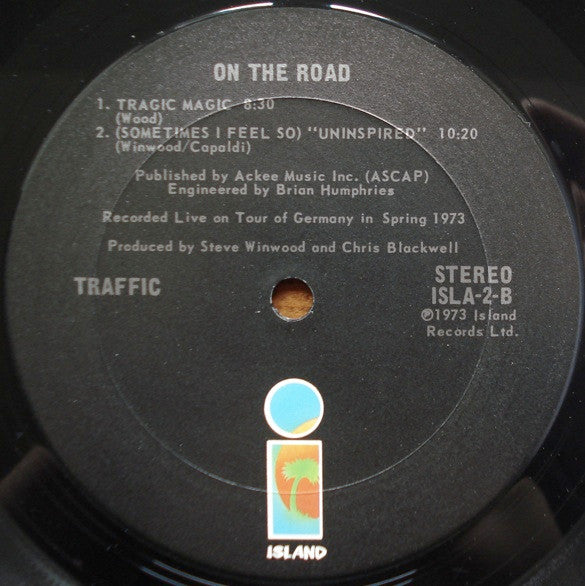 ON THE ROAD
1. TRAGIC MAGIC 8:30
(Wood)
2. (SOMETIMES I FEEL SO) "UNINSPIRED" 10:20
(Winwood/Capaldi)
Published by Ackee Music Inc. (ASCAP)
Engineered by Brian Humphries
Recorded Live on Tour of Germany in Spring 1973
Produced by Steve Winwood and Chris Blackwell
TRAFFIC
STEREO
ISLA-2-B
℗1973 Island
Records Ltd.
ISLAND